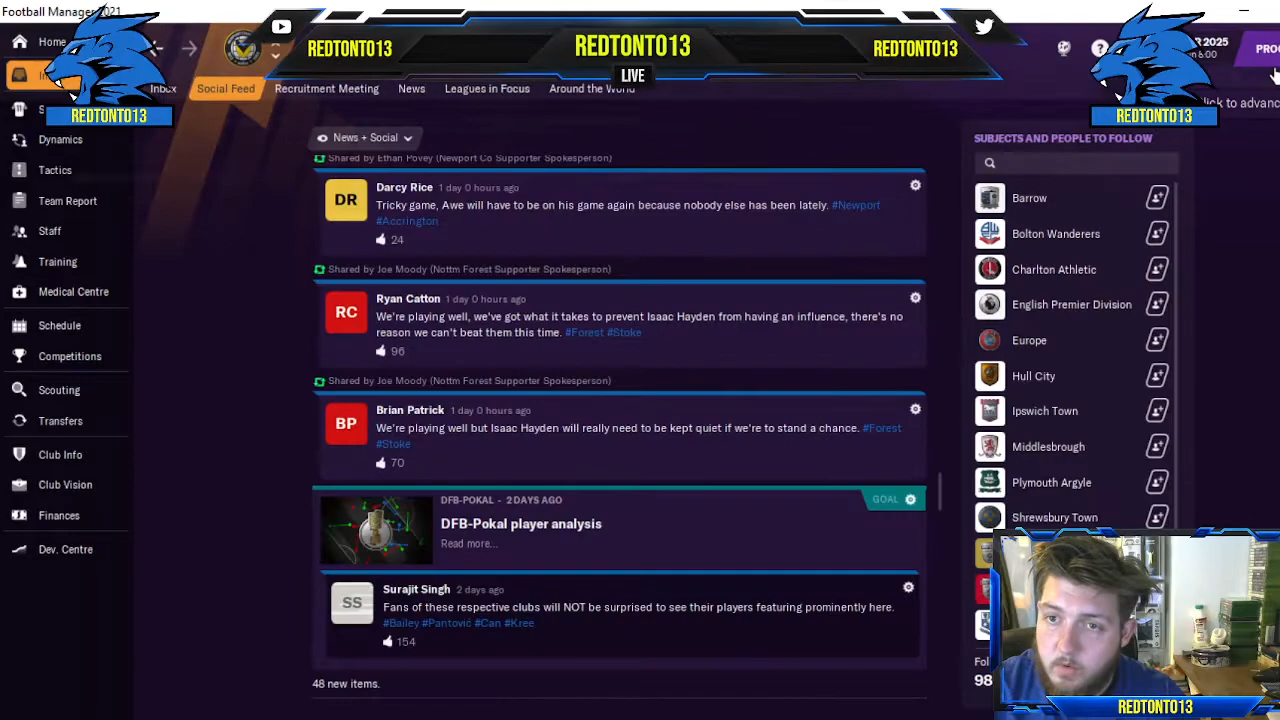 Football Manager 2021
REDTONTO13
REDTONTO13
REDTONTO13
LIVE
REDTONTO13
REDTONTO13
Home
2025
6:00
PRO
click to advanc
Inbox
Social Feed
Recruitment Meeting
News
Leagues in Focus
Around the World
Dynamics
Tactics
Team Report
Staff
Training
Medical Centre
Schedule
Competitions
Scouting
Transfers
Club Info
Club Vision
Finances
Dev. Centre
News + Social
Shared by Ethan Povey (Newport Co Supporter Spokesperson)
DR
Darcy Rice 1 day 0 hours ago
Tricky game, Awe will have to be on his game again because nobody else has been lately. #Newport
#Accrington
24
Shared by Joe Moody (Nottm Forest Supporter Spokesperson)
RC
Ryan Catton 1 day 0 hours ago
We're playing well, we've got what it takes to prevent Isaac Hayden from having an influence, there's no
reason we can't beat them this time. #Forest #Stoke
96
Shared by Joe Moody (Nottm Forest Supporter Spokesperson)
BP
Brian Patrick 1 day 0 hours ago
We're playing well but Isaac Hayden will really need to be kept quiet if we're to stand a chance. #Forest
#Stoke
70
DFB-POKAL - 2 DAYS AGO
GOAL
DFB-Pokal player analysis
Read more...
SS
Surajit Singh 2 days ago
Fans of these respective clubs will NOT be surprised to see their players featuring prominently here.
#Bailey #Pantović #Can #Kree
154
48 new items.
SUBJECTS AND PEOPLE TO FOLLOW
Barrow
Bolton Wanderers
Charlton Athletic
English Premier Division
Europe
Hull City
Ipswich Town
Middlesbrough
Plymouth Argyle
Shrewsbury Town
Fol
98
REDTONTO13